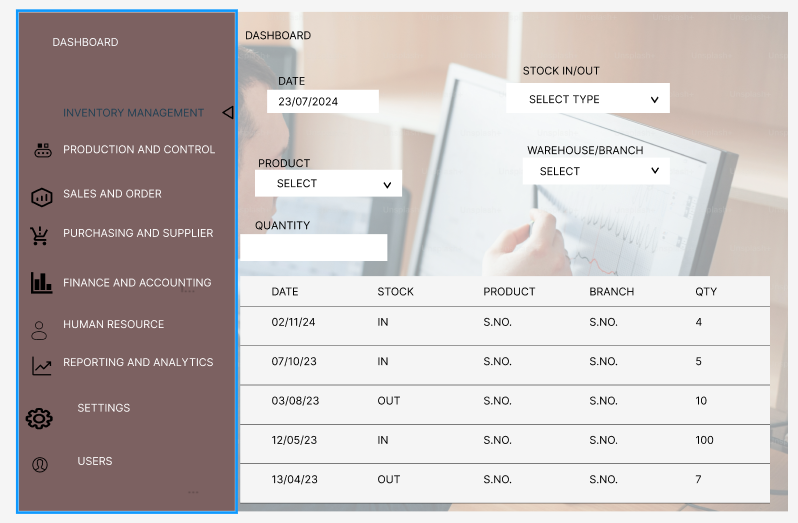 DASHBOARD
INVENTORY MANAGEMENT
PRODUCTION AND CONTROL
SALES AND ORDER
PURCHASING AND SUPPLIER
FINANCE AND ACCOUNTING
HUMAN RESOURCE
REPORTING AND ANALYTICS
SETTINGS
USERS
DASHBOARD
DATE
23/07/2024
STOCK IN/OUT
SELECT TYPE
PRODUCT
SELECT
WAREHOUSE/BRANCH
SELECT
QUANTITY
DATE STOCK PRODUCT BRANCH QTY
02/11/24 IN S.NO. S.NO. 4
07/10/23 IN S.NO. S.NO. 5
03/08/23 OUT S.NO. S.NO. 10
12/05/23 IN S.NO. S.NO. 100
13/04/23 OUT S.NO. S.NO. 7